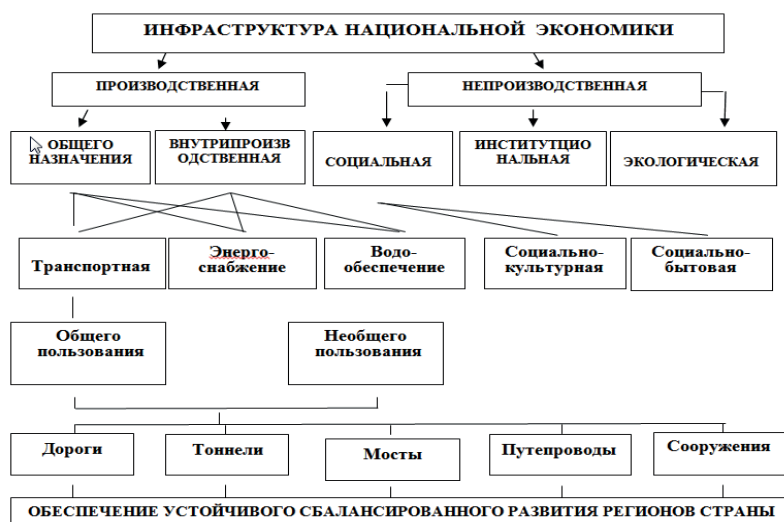 ИНФРАСТРУКТУРА НАЦИОНАЛЬНОЙ ЭКОНОМИКИ
ПРОИЗВОДСТВЕННАЯ
НЕПРОИЗВОДСТВЕННАЯ
ОБЩЕГО
НАЗНАЧЕНИЯ
ВНУТРИПРОИЗВ
ОДСТВЕННАЯ
СОЦИАЛЬНАЯ
ИНСТИТУТЦИО
НАЛЬНАЯ
ЭКОЛОГИЧЕСКАЯ
Транспортная
Энерго-
снабжение
Водо-
обеспечение
Социально-
культурная
Социально-
бытовая
Общего
пользования
Необщего
пользования
Дороги
Тоннели
Мосты
Путепроводы
Сооружения
ОБЕСПЕЧЕНИЕ УСТОЙЧИВОГО СБАЛАНСИРОВАННОГО РАЗВИТИЯ РЕГИОНОВ СТРАНЫ